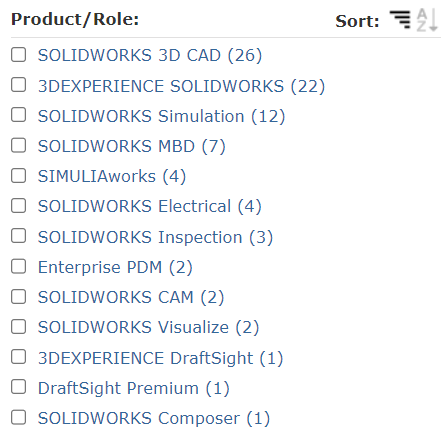 Product/Role: Sort: AZ
SOLIDWORKS 3D CAD (26)
3DEXPERIENCE SOLIDWORKS (22)
SOLIDWORKS Simulation (12)
SOLIDWORKS MBD (7)
SIMULIAworks (4)
SOLIDWORKS Electrical (4)
SOLIDWORKS Inspection (3)
Enterprise PDM (2)
SOLIDWORKS CAM (2)
SOLIDWORKS Visualize (2)
3DEXPERIENCE DraftSight (1)
DraftSight Premium (1)
SOLIDWORKS Composer (1)